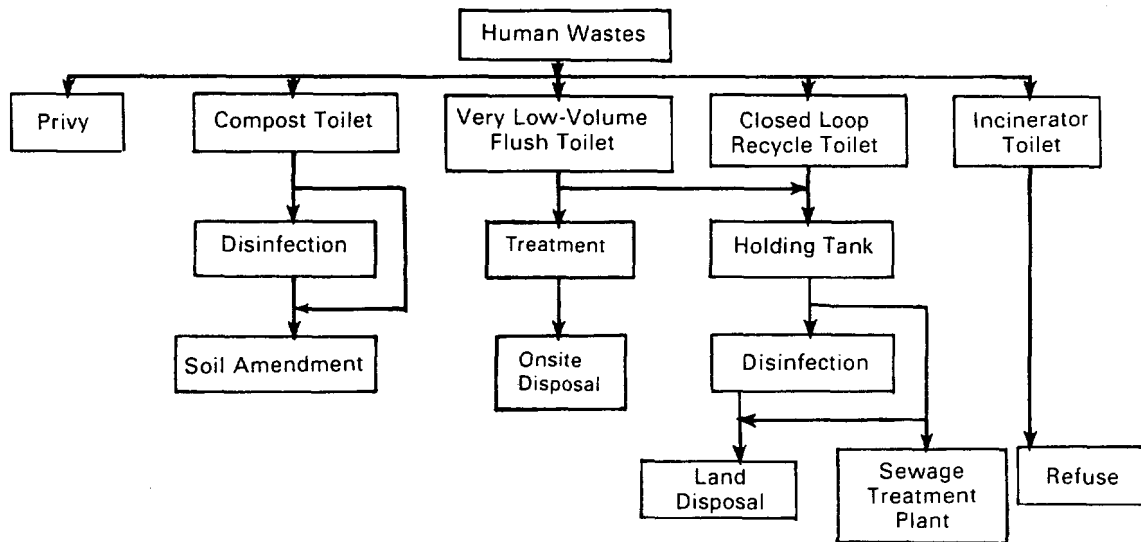 Human Wastes
Privy
Compost Toilet
Very Low-Volume
Flush Toilet
Closed Loop
Recycle Toilet
Incinerator
Toilet
Disinfection
Treatment
Holding Tank
Soil Amendment
Onsite
Disposal
Disinfection
Land
Disposal
Sewage
Treatment
Plant
Refuse